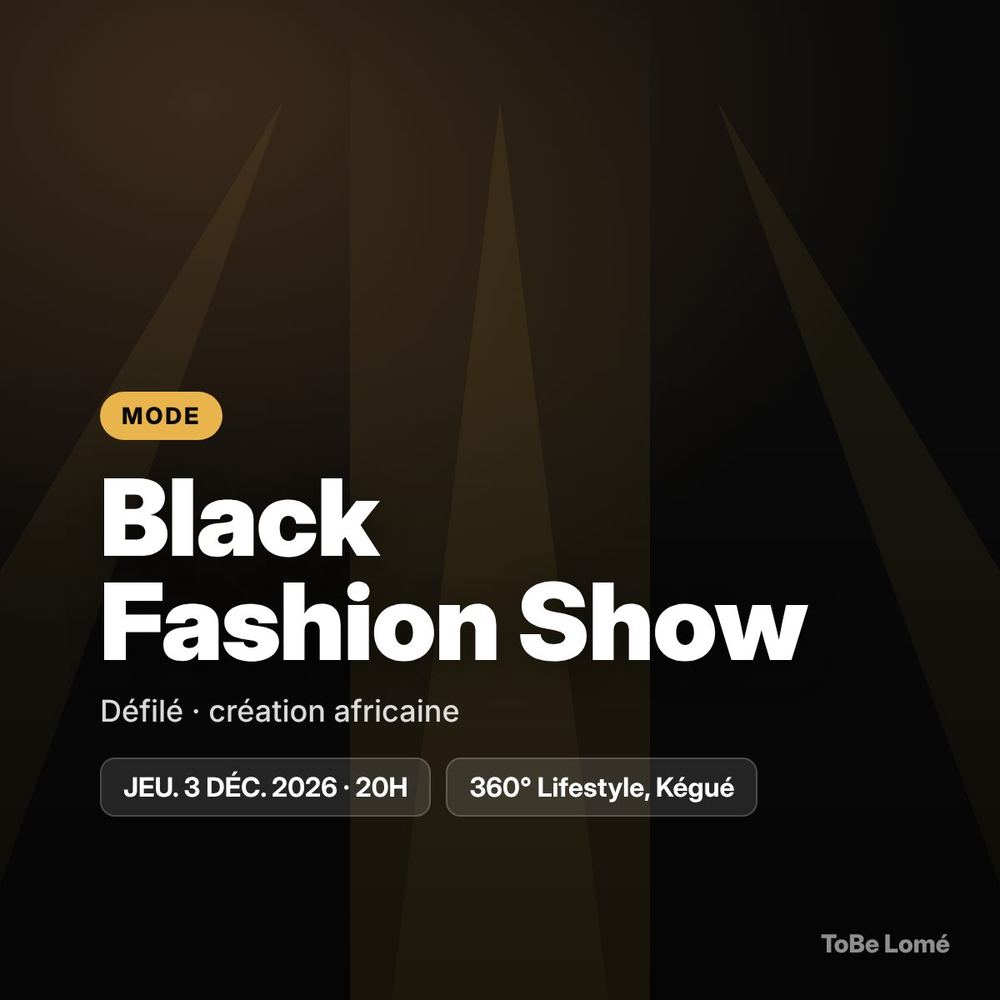 MODE
Black
Fashion Show
Défilé · création africaine
JEU. 3 DÉC. 2026 · 20H
360° Lifestyle, Kégué
ToBe Lomé